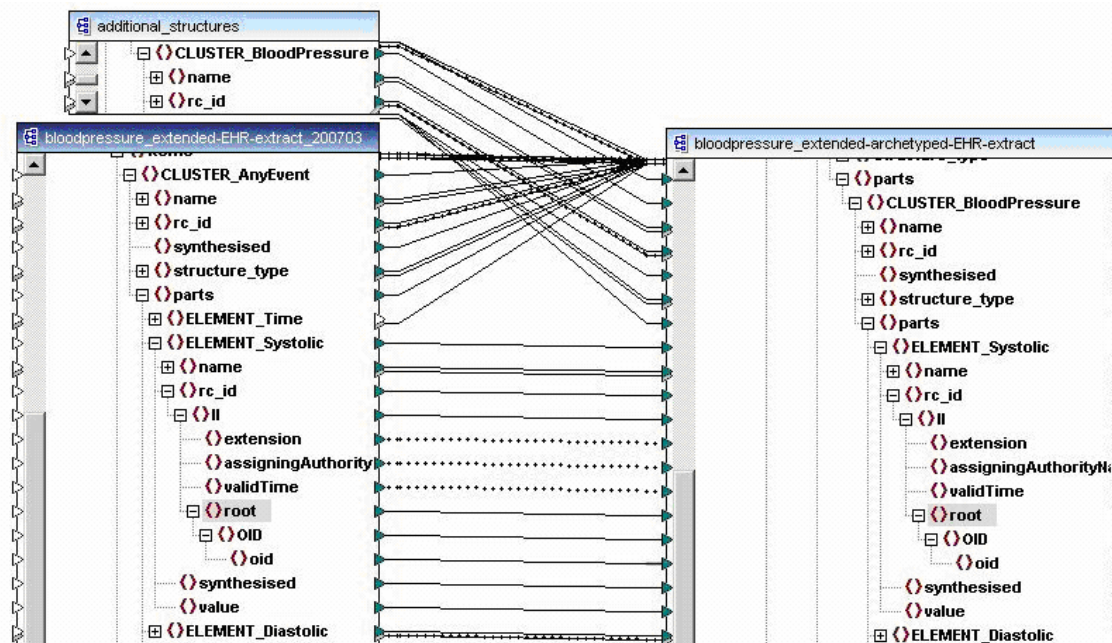 additional_structures
CLUSTER_BloodPressure
name
rc_id
bloodpressure_extended-EHR-extract_200703
CLUSTER_AnyEvent
name
rc_id
synthesised
structure_type
parts
ELEMENT_Time
ELEMENT_Systolic
name
rc_id
II
extension
assigningAuthority
validTime
root
OID
oid
synthesised
value
ELEMENT_Diastolic
bloodpressure_extended-archetyped-EHR-extract
structure_type
parts
CLUSTER_BloodPressure
name
rc_id
synthesised
structure_type
parts
ELEMENT_Systolic
name
rc_id
II
extension
assigningAuthorityNa
validTime
root
OID
oid
synthesised
value
ELEMENT_Diastolic